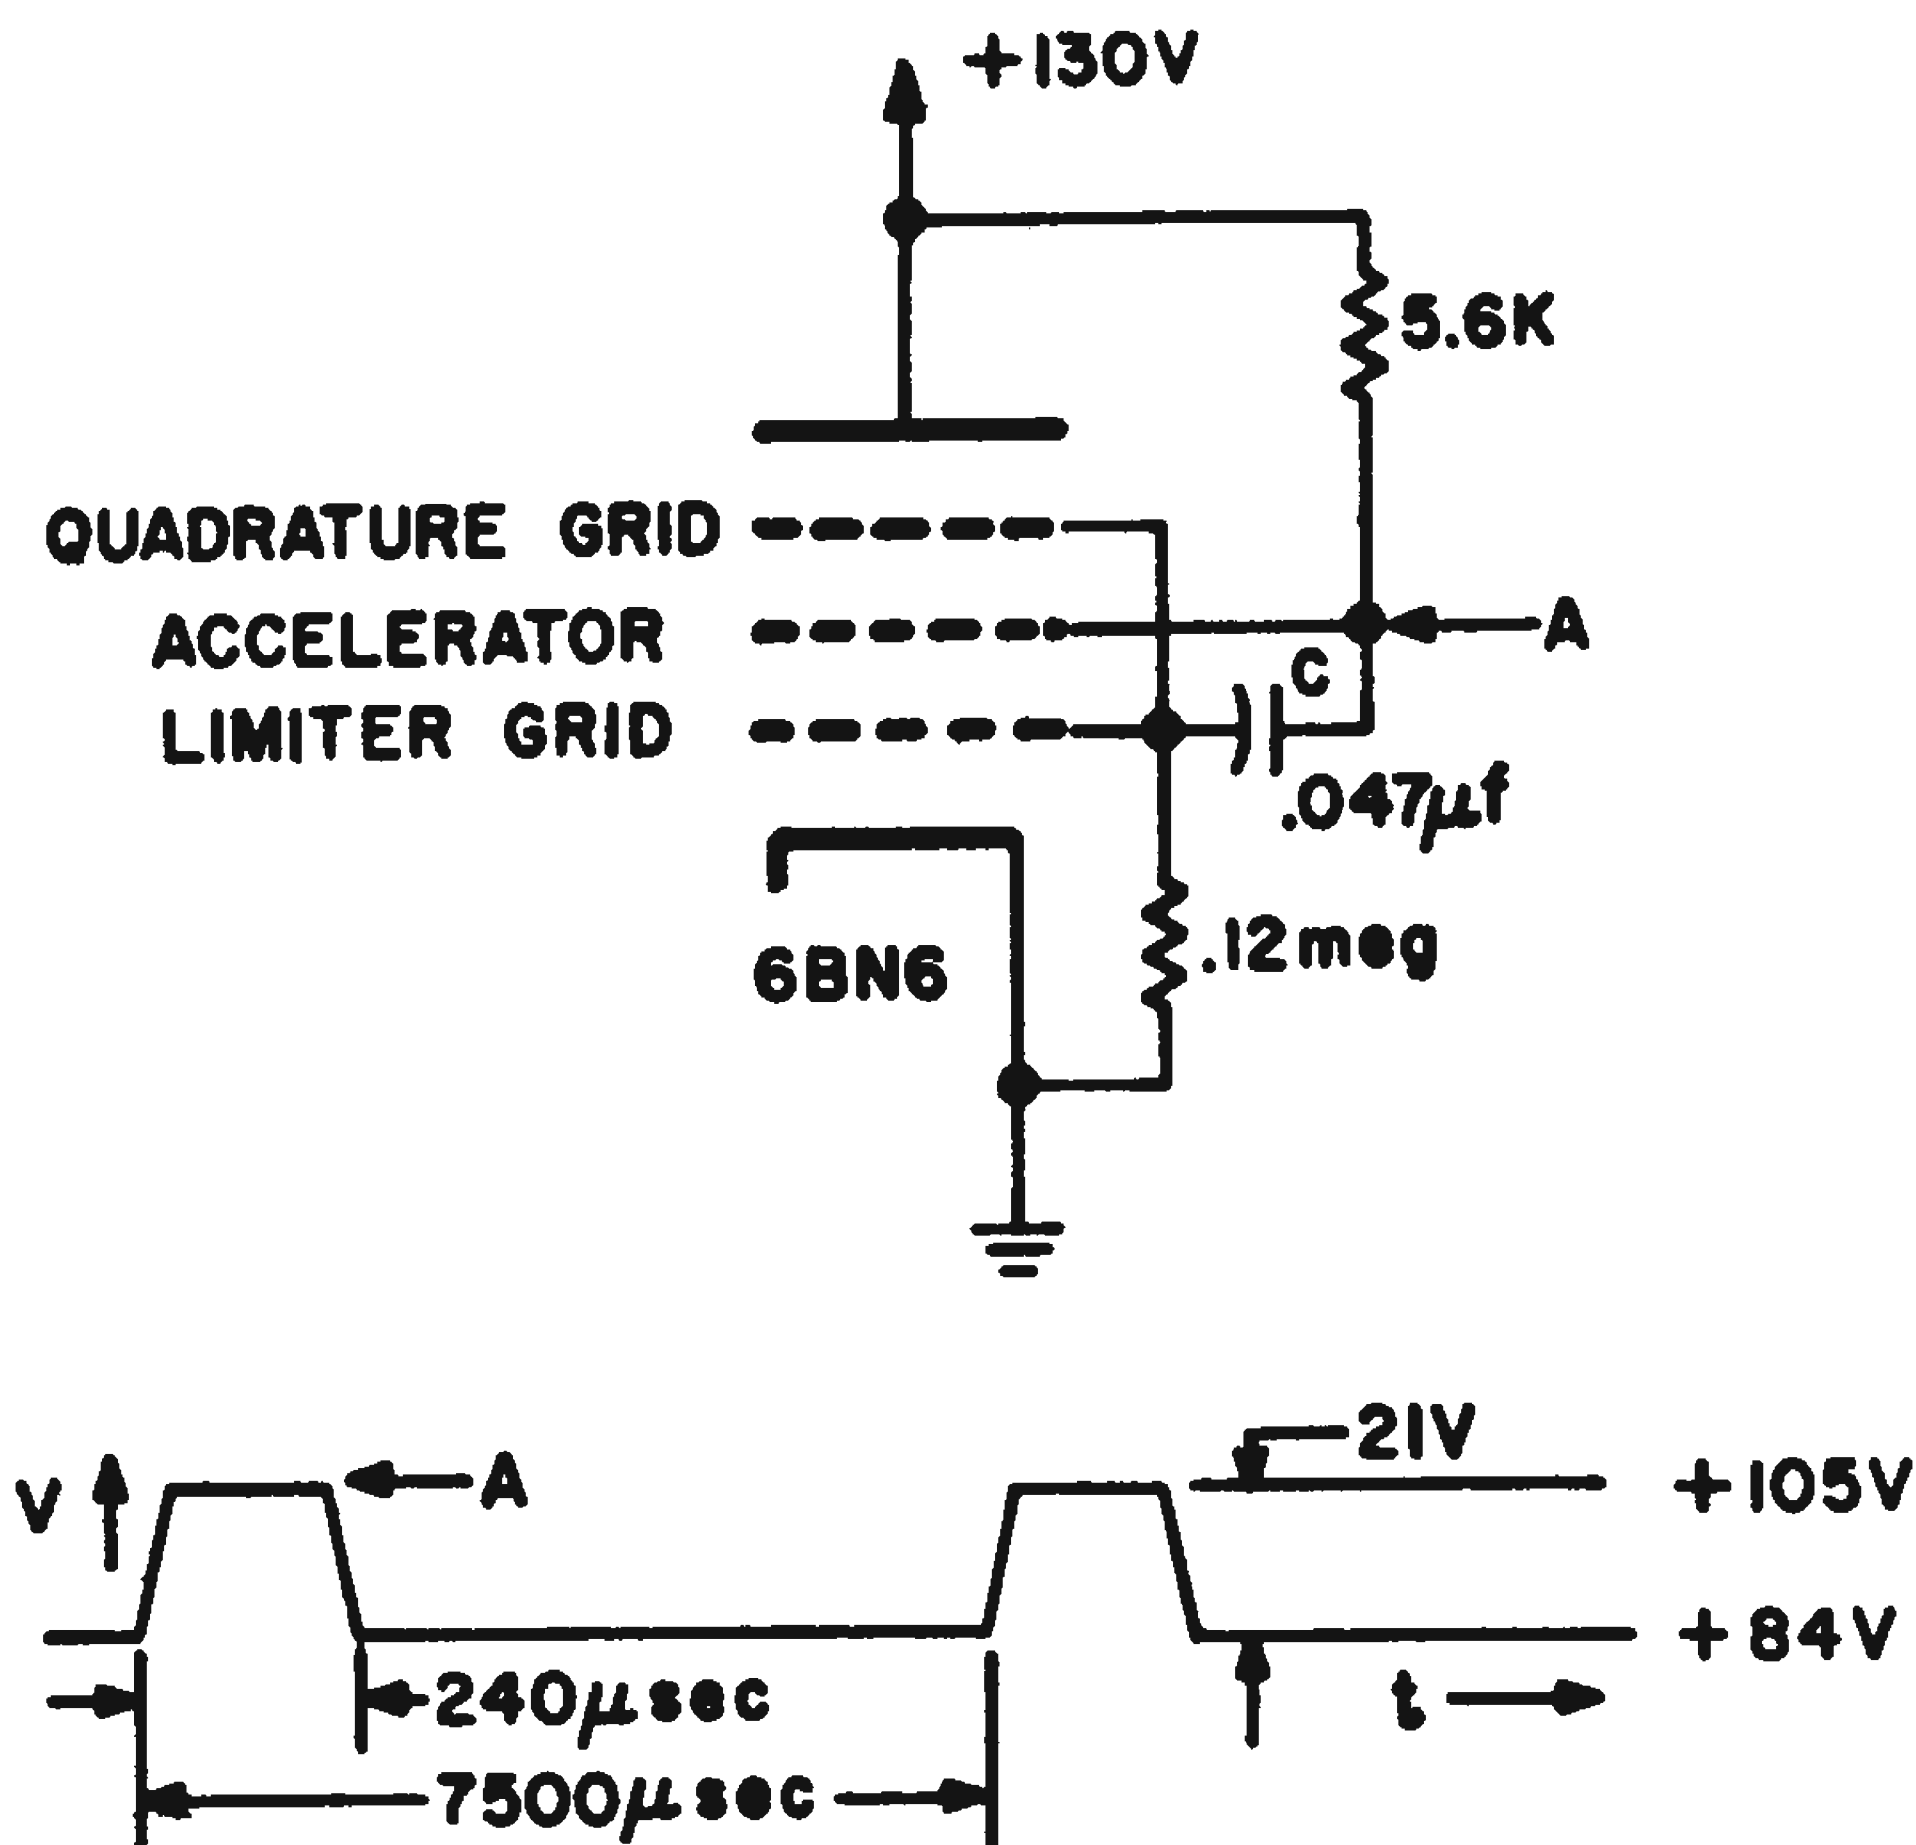 +130V
5.6K
QUADRATURE GRID
ACCELERATOR
A
C
LIMITER GRID
.047μf
.12meg
6BN6
21V
V
A
+105V
+84V
240μsec
t
7500μsec